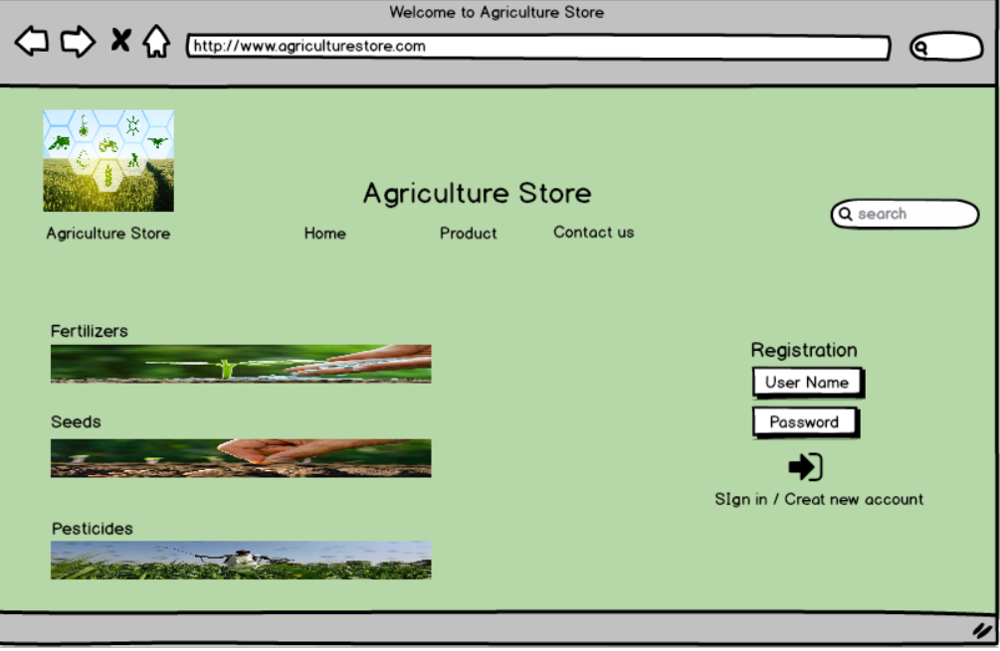 Welcome to Agriculture Store
http://www.agriculturestore.com
Agriculture Store
search
Agriculture Store
Home
Product
Contact us
Fertilizers
Registration
User Name
Password
Seeds
SIgn in / Creat new account
Pesticides